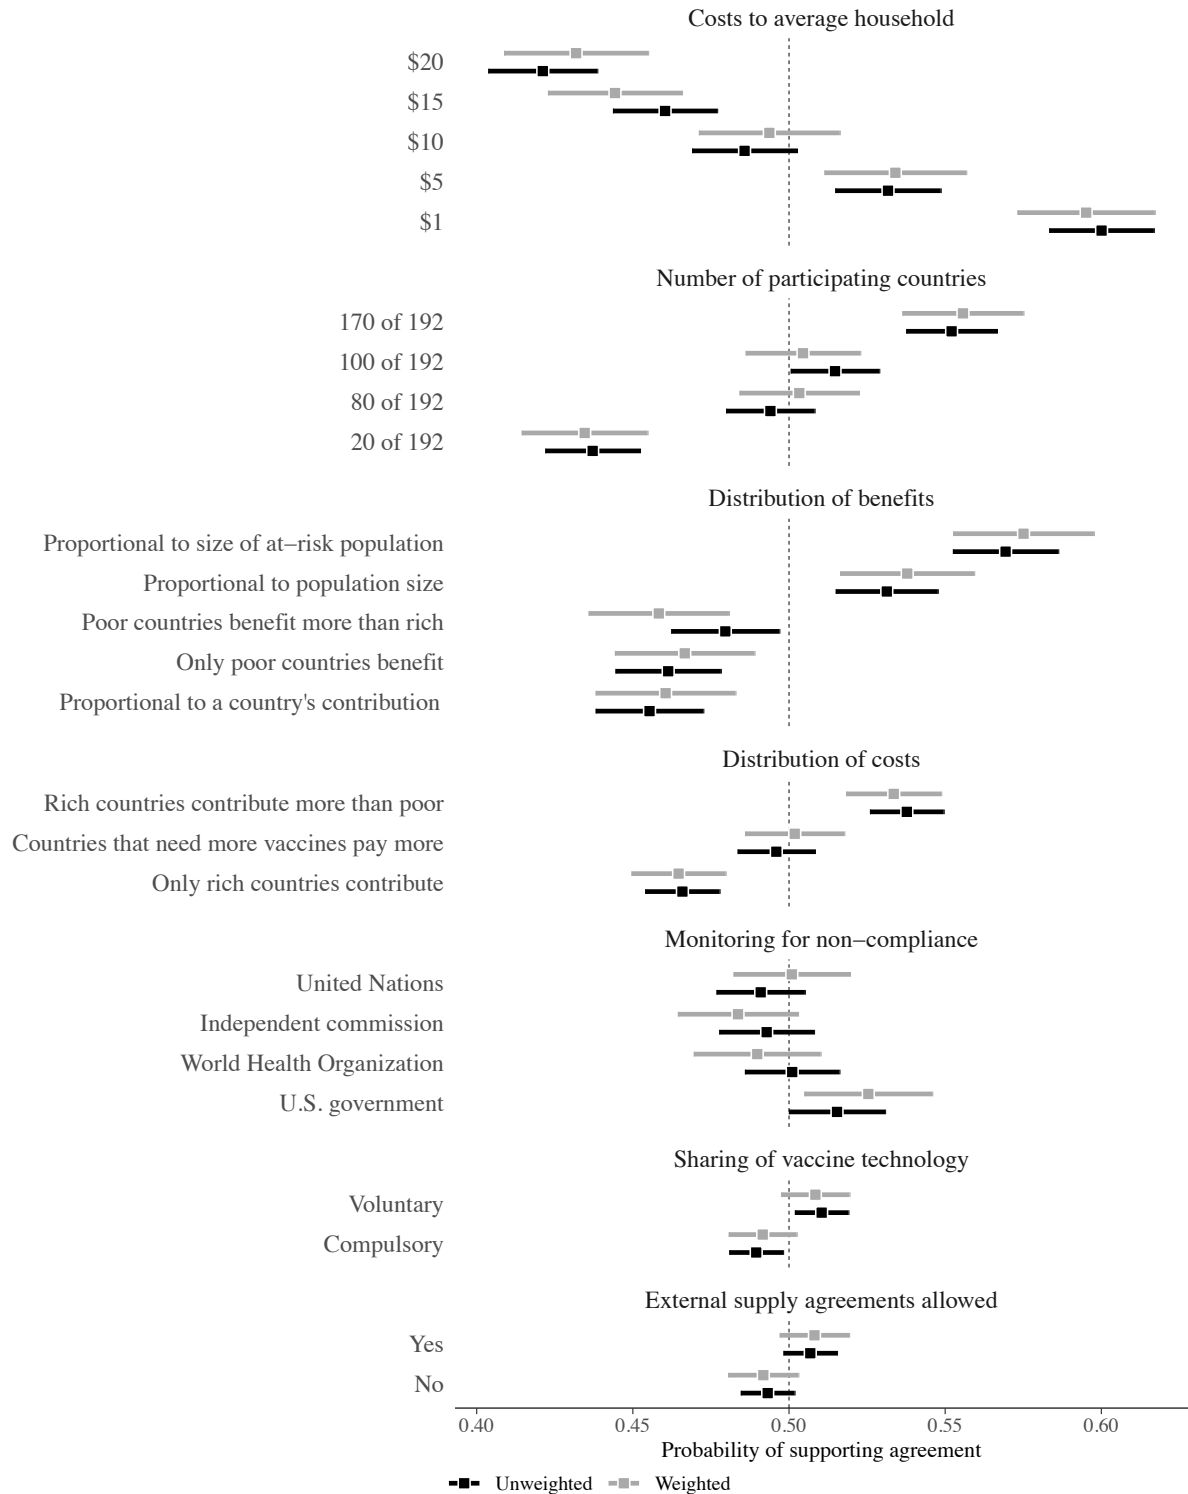 Costs to average household
$20
$15
$10
$5
$1
Number of participating countries
170 of 192
100 of 192
80 of 192
20 of 192
Distribution of benefits
Proportional to size of at–risk population
Proportional to population size
Poor countries benefit more than rich
Only poor countries benefit
Proportional to a country's contribution
Distribution of costs
Rich countries contribute more than poor
Countries that need more vaccines pay more
Only rich countries contribute
Monitoring for non–compliance
United Nations
Independent commission
World Health Organization
U.S. government
Sharing of vaccine technology
Voluntary
Compulsory
External supply agreements allowed
Yes
No
0.40 0.45 0.50 0.55 0.60
Probability of supporting agreement
Unweighted Weighted